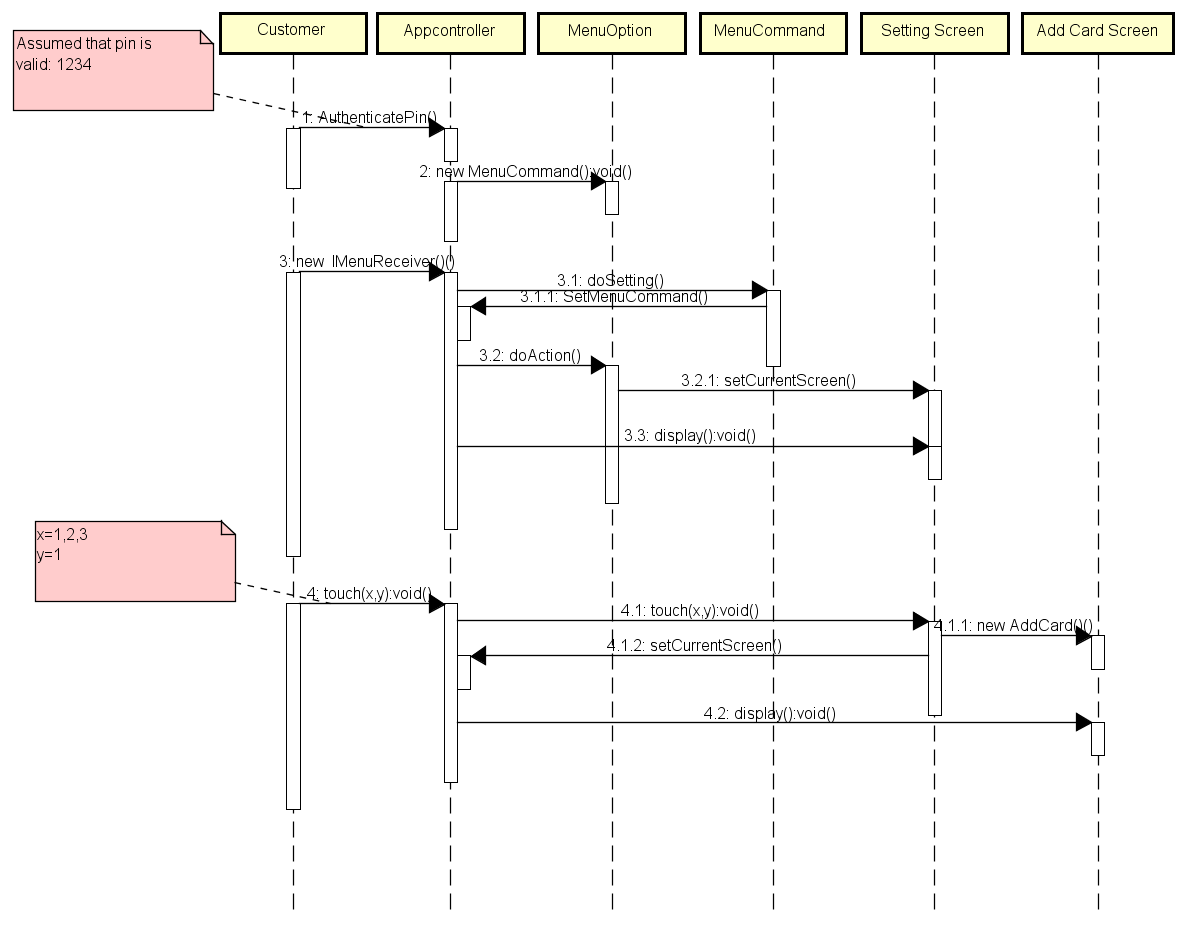 Customer
Appcontroller
MenuOption
MenuCommand
Setting Screen
Add Card Screen
Assumed that pin is
valid: 1234
1: AuthenticatePin()
2: new MenuCommand():void()
3: new IMenuReceiver()()
3.1: doSetting()
3.1.1: SetMenuCommand()
3.2: doAction()
3.2.1: setCurrentScreen()
3.3: display():void()
x=1,2,3
y=1
4: touch(x,y):void()
4.1: touch(x,y):void()
4.1.1: new AddCard()()
4.1.2: setCurrentScreen()
4.2: display():void()